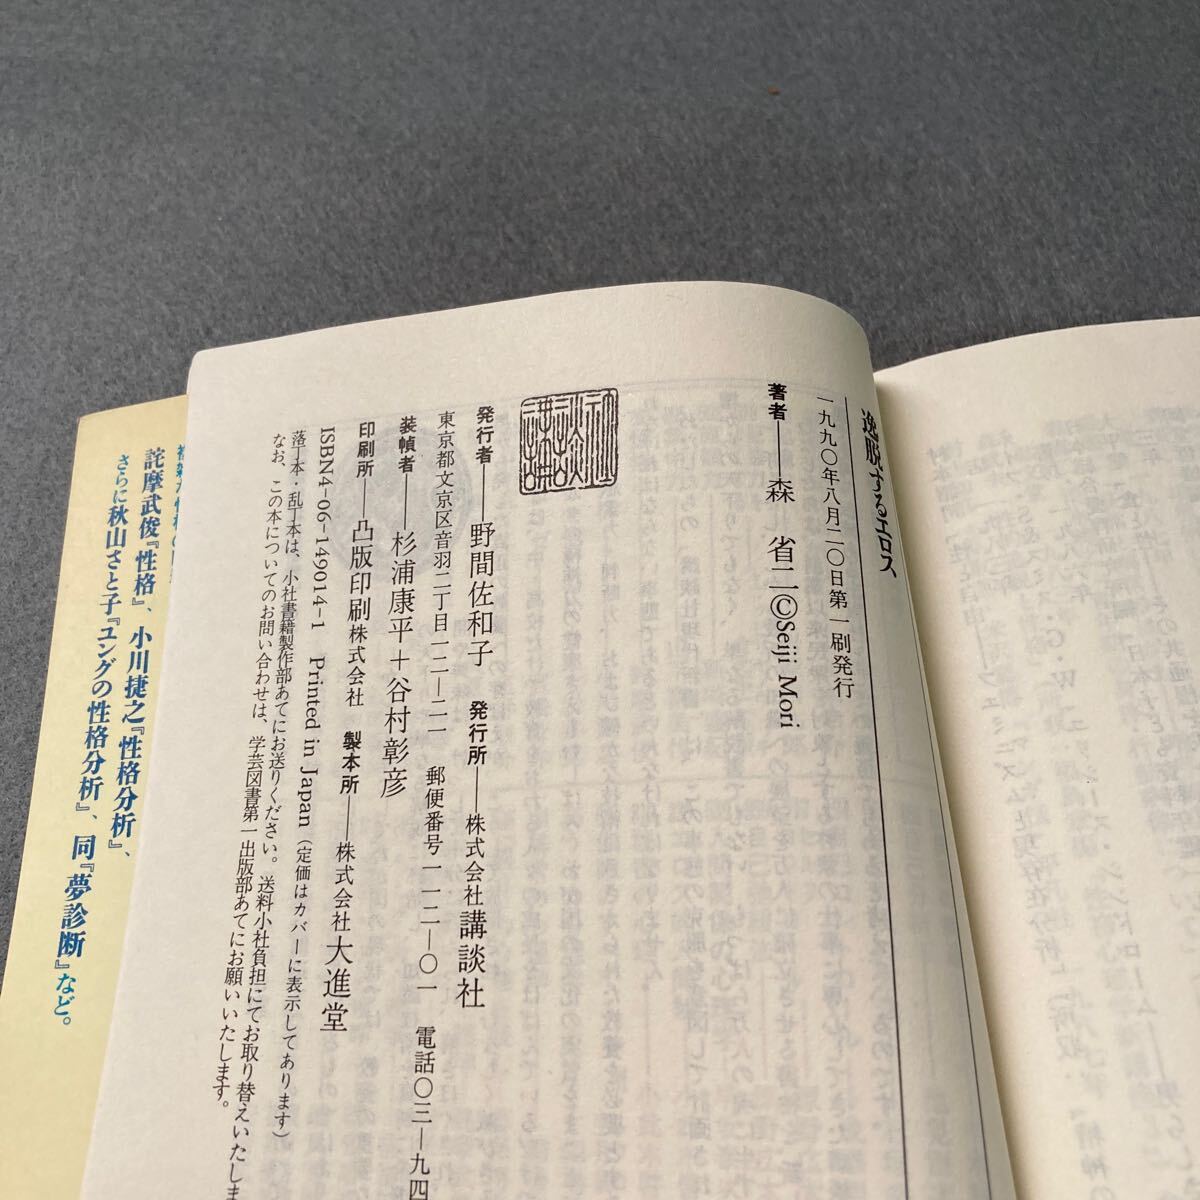 逸脱するエロス
一九九〇年八月二〇日第一刷発行
著者──森 省二 ©Seiji Mori
発行者──野間佐和子 発行所──株式会社講談社
東京都文京区音羽二丁目一二─二一 郵便番号一一二─〇一 電話〇三─九四
装幀者──杉浦康平＋谷村彰彦
印刷所──凸版印刷株式会社 製本所──株式会社大進堂
ISBN4-06-149014-1 Printed in Japan（定価はカバーに表示してあります）
落丁本・乱丁本は、小社書籍製作部あてにお送りください。送料小社負担にてお取り替えいたしま
なお、この本についてのお問い合わせは、学芸図書第一出版部あてにお願いいたします。
詫摩武俊『性格』、小川捷之『性格分析』、
さらに秋山さと子『ユングの性格分析』、同『夢診断』など。